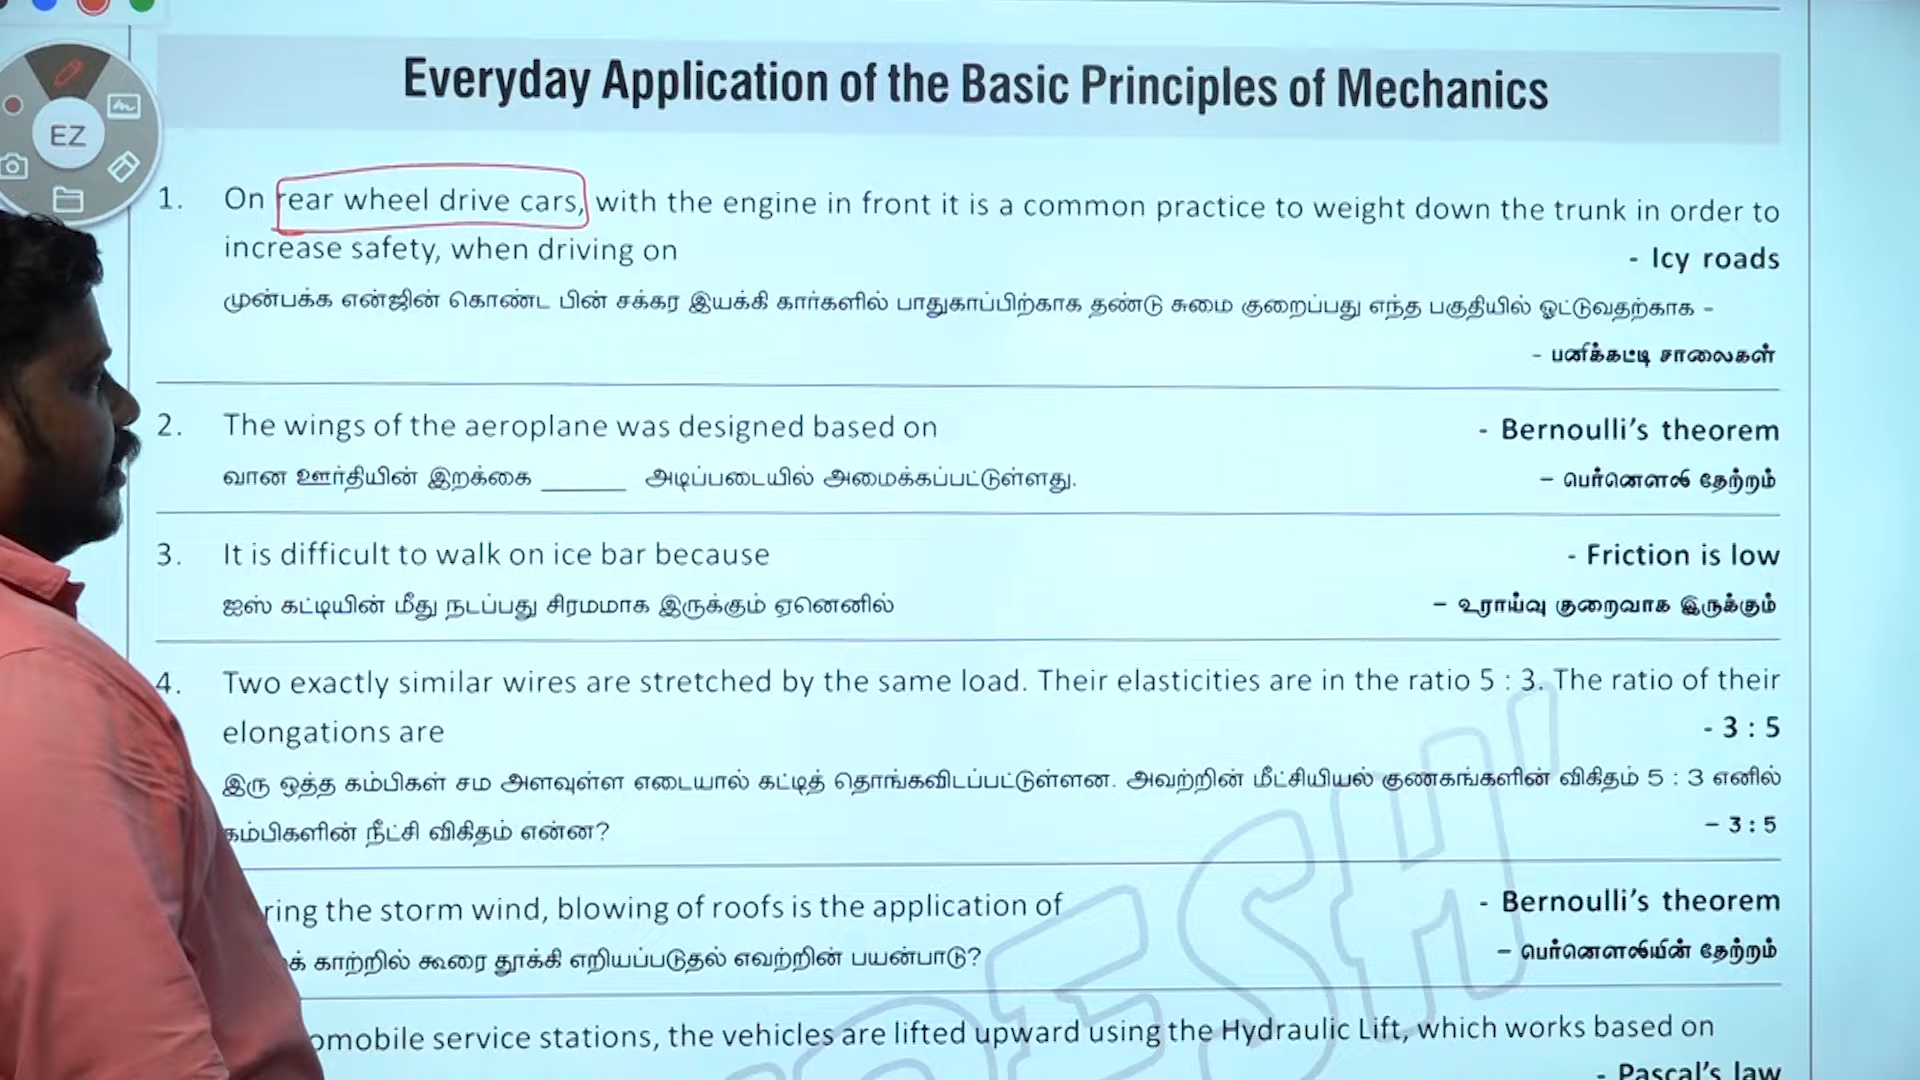 EZ
Everyday Application of the Basic Principles of Mechanics
1. On rear wheel drive cars, with the engine in front it is a common practice to weight down the trunk in order to
increase safety, when driving on - Icy roads
முன்பக்க என்ஜின் கொண்ட பின் சக்கர இயக்கி கார்களில் பாதுகாப்பிற்காக தண்டு சுமை குறைப்பது எந்த பகுதியில் ஓட்டுவதற்காக -
- பனிக்கட்டி சாலைகள்
2. The wings of the aeroplane was designed based on - Bernoulli’s theorem
வான ஊர்தியின் இறக்கை ______ அடிப்படையில் அமைக்கப்பட்டுள்ளது. – பெர்னௌலி தேற்றம்
3. It is difficult to walk on ice bar because - Friction is low
ஐஸ் கட்டியின் மீது நடப்பது சிரமமாக இருக்கும் ஏனெனில் – உராய்வு குறைவாக இருக்கும்
4. Two exactly similar wires are stretched by the same load. Their elasticities are in the ratio 5 : 3. The ratio of their
elongations are - 3 : 5
இரு ஒத்த கம்பிகள் சம அளவுள்ள எடையால் கட்டித் தொங்கவிடப்பட்டுள்ளன. அவற்றின் மீட்சியியல் குணகங்களின் விகிதம் 5 : 3 எனில்
கம்பிகளின் நீட்சி விகிதம் என்ன? – 3 : 5
ring the storm wind, blowing of roofs is the application of - Bernoulli’s theorem
க் காற்றில் கூரை தூக்கி எறியப்படுதல் எவற்றின் பயன்பாடு? – பெர்னௌலியின் தேற்றம்
omobile service stations, the vehicles are lifted upward using the Hydraulic Lift, which works based on
- Pascal’s law